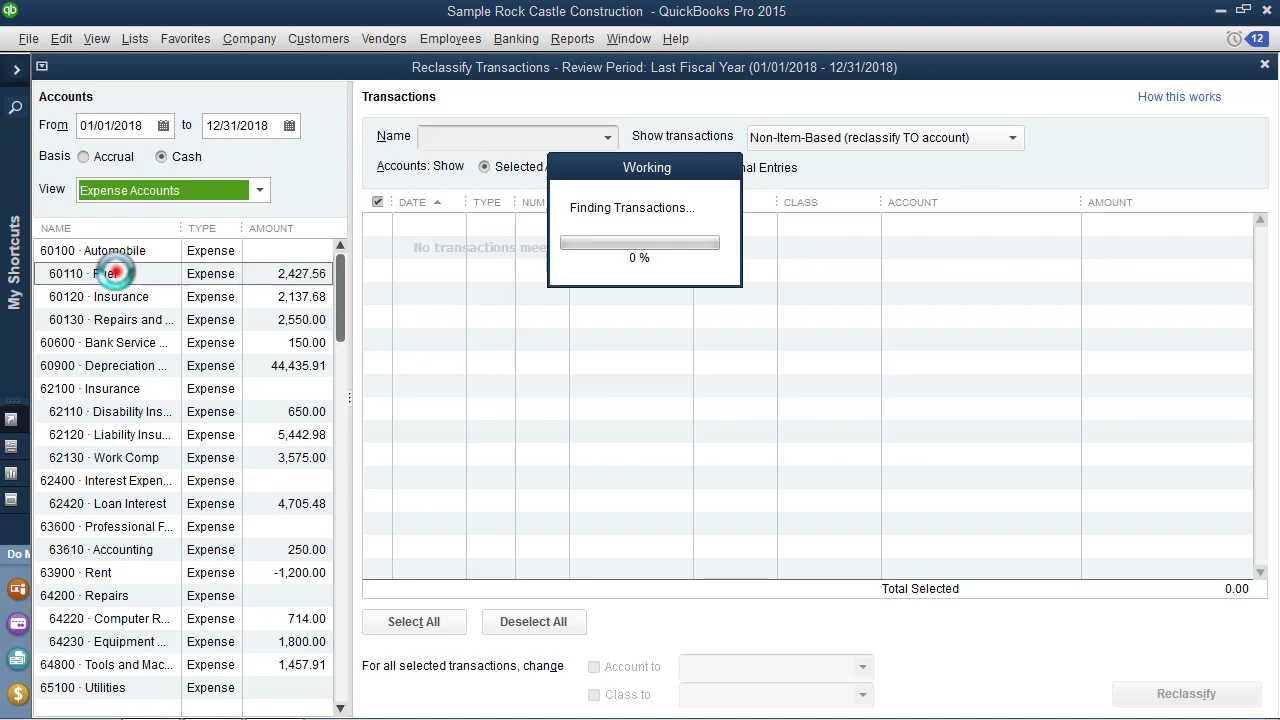 Sample Rock Castle Construction - QuickBooks Pro 2015
File Edit View Lists Favorites Company Customers Vendors Employees Banking Reports Window Help
12
Reclassify Transactions - Review Period: Last Fiscal Year (01/01/2018 - 12/31/2018)
My Shortcuts
Do M
Accounts
From 01/01/2018 to 12/31/2018
Basis Accrual Cash
View Expense Accounts
NAME TYPE AMOUNT
60100 · Automobile Expense
60110 · Fuel Expense 2,427.56
60120 · Insurance Expense 2,137.68
60130 · Repairs and ... Expense 2,550.00
60600 · Bank Service ... Expense 150.00
60900 · Depreciation ... Expense 44,435.91
62100 · Insurance Expense
62110 · Disability Ins... Expense 650.00
62120 · Liability Insu... Expense 5,442.98
62130 · Work Comp Expense 3,575.00
62400 · Interest Expen... Expense
62420 · Loan Interest Expense 4,705.48
63600 · Professional F... Expense
63610 · Accounting Expense 250.00
63900 · Rent Expense -1,200.00
64200 · Repairs Expense
64220 · Computer R... Expense 714.00
64230 · Equipment ... Expense 1,800.00
64800 · Tools and Mac... Expense 1,457.91
65100 · Utilities Expense
Transactions
How this works
Name Show transactions Non-Item-Based (reclassify TO account)
Accounts: Show Selected nal Entries
DATE TYPE NUM CLASS ACCOUNT AMOUNT
No transactions mee
Working
Finding Transactions...
0 %
Total Selected 0.00
Select All Deselect All
For all selected transactions, change Account to
Class to
Reclassify